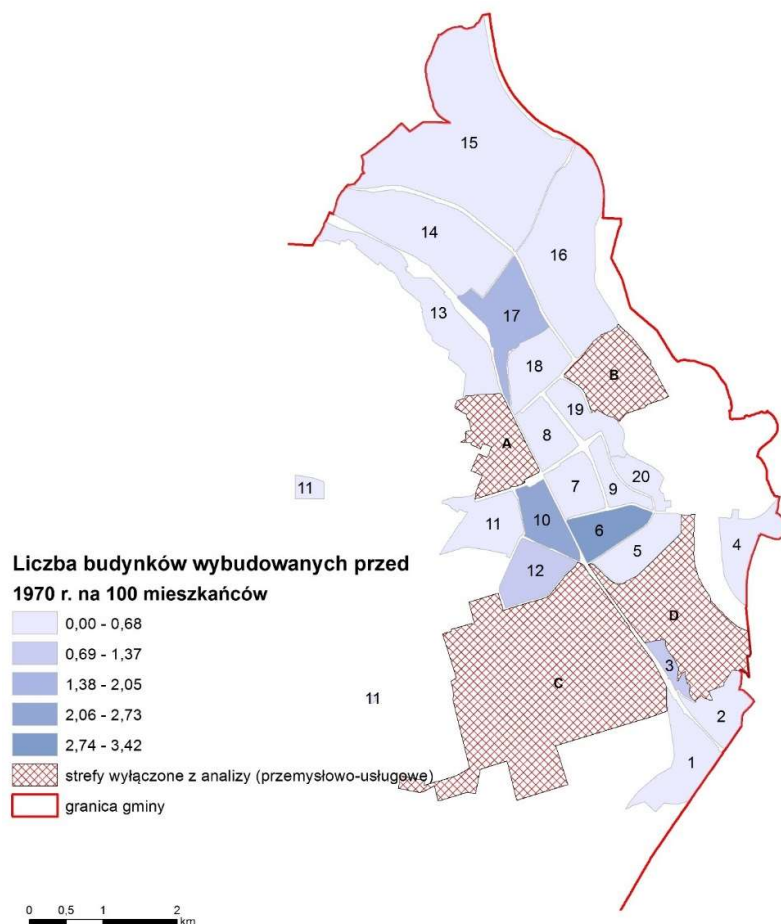 15
14
16
13
17
18
B
19
8
A
11
7
9
20
11
10
6
4
5
12
D
3
C
11
2
1
Liczba budynków wybudowanych przed
1970 r. na 100 mieszkańców
0,00 - 0,68
0,69 - 1,37
1,38 - 2,05
2,06 - 2,73
2,74 - 3,42
strefy wyłączone z analizy (przemysłowo-usługowe)
granica gminy
0 0,5 1 2
km